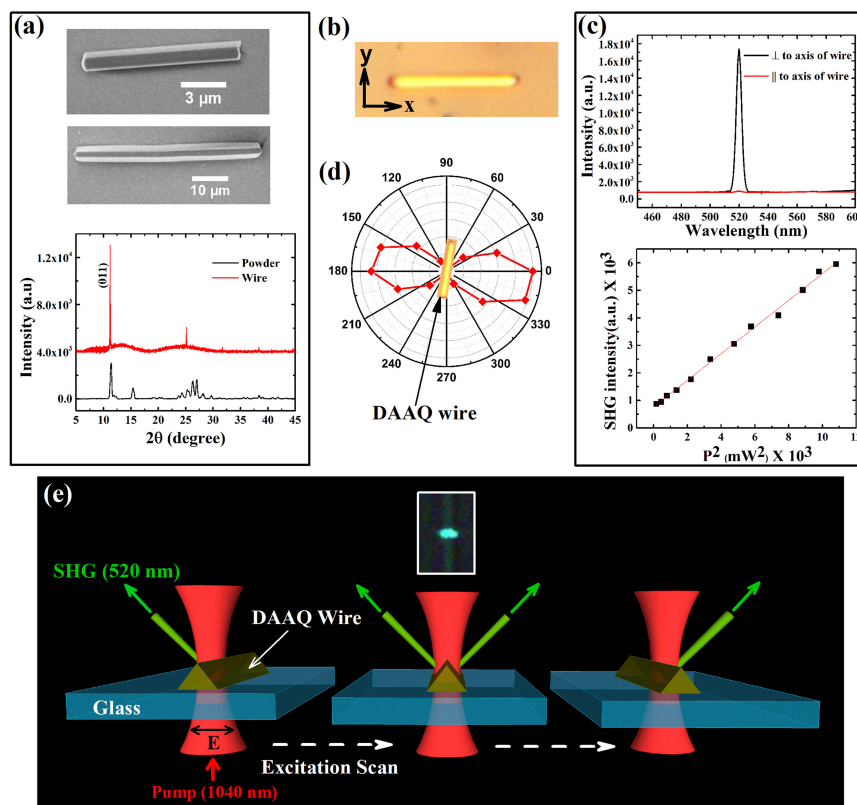 (a)
3 µm
10 µm
1.2x10⁴
8.0x10³
4.0x10³
0.0
Intensity (a.u)
(011)
Powder
Wire
5 10 15 20 25 30 35 40 45
2θ (degree)
(b)
y
x
(d)
90
120 60
150 30
180 0
210 330
240 300
270
DAAQ wire
(c)
1.8x10⁴
1.6x10⁴
1.4x10⁴
1.2x10⁴
1.0x10⁴
8.0x10³
6.0x10³
4.0x10³
2.0x10³
0.0
Intensity (a.u.)
⊥ to axis of wire
|| to axis of wire
460 480 500 520 540 560 580 600
Wavelength (nm)
SHG intensity(a.u.) X 10³
6
5
4
3
2
1
0
0 2 4 6 8 10 12
P² (mW²) X 10³
(e)
SHG (520 nm)
DAAQ Wire
Glass
E
Excitation Scan
Pump (1040 nm)